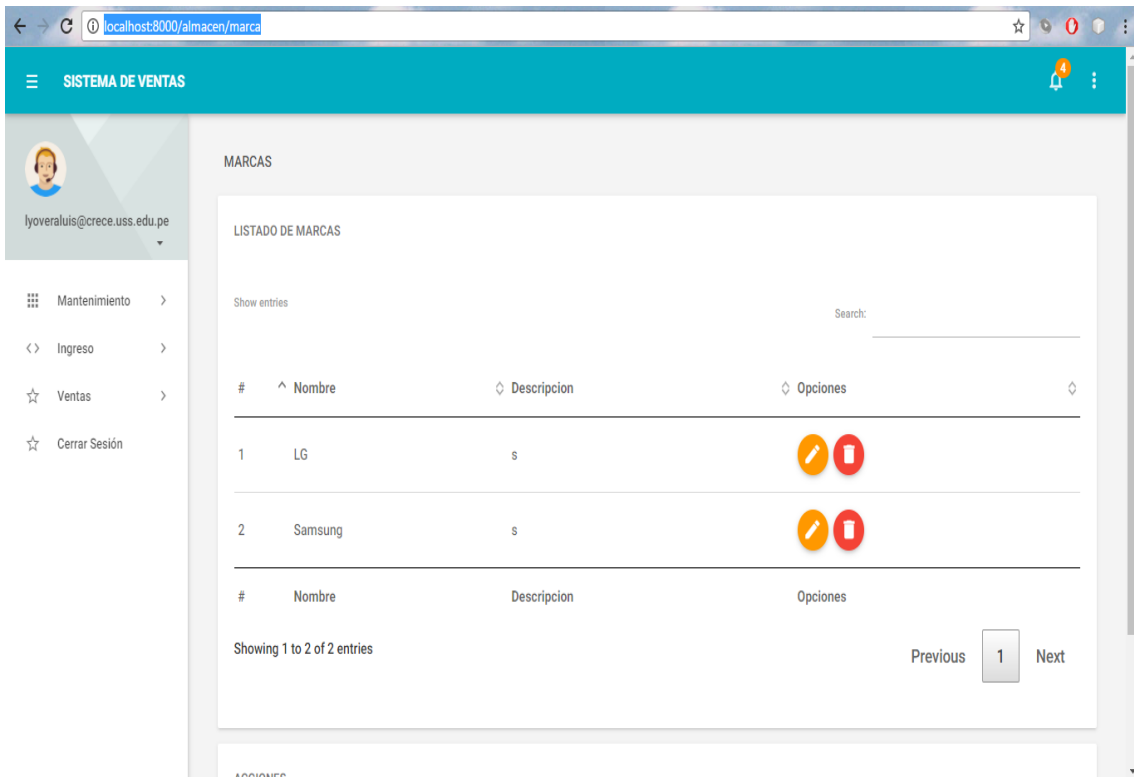 localhost:8000/almacen/marca
SISTEMA DE VENTAS
4
lyoveraluis@crece.uss.edu.pe
Mantenimiento
Ingreso
Ventas
Cerrar Sesión
MARCAS
LISTADO DE MARCAS
Show entries
Search:
# Nombre Descripcion Opciones
1 LG s
2 Samsung s
# Nombre Descripcion Opciones
Showing 1 to 2 of 2 entries
Previous 1 Next
ACCIONES